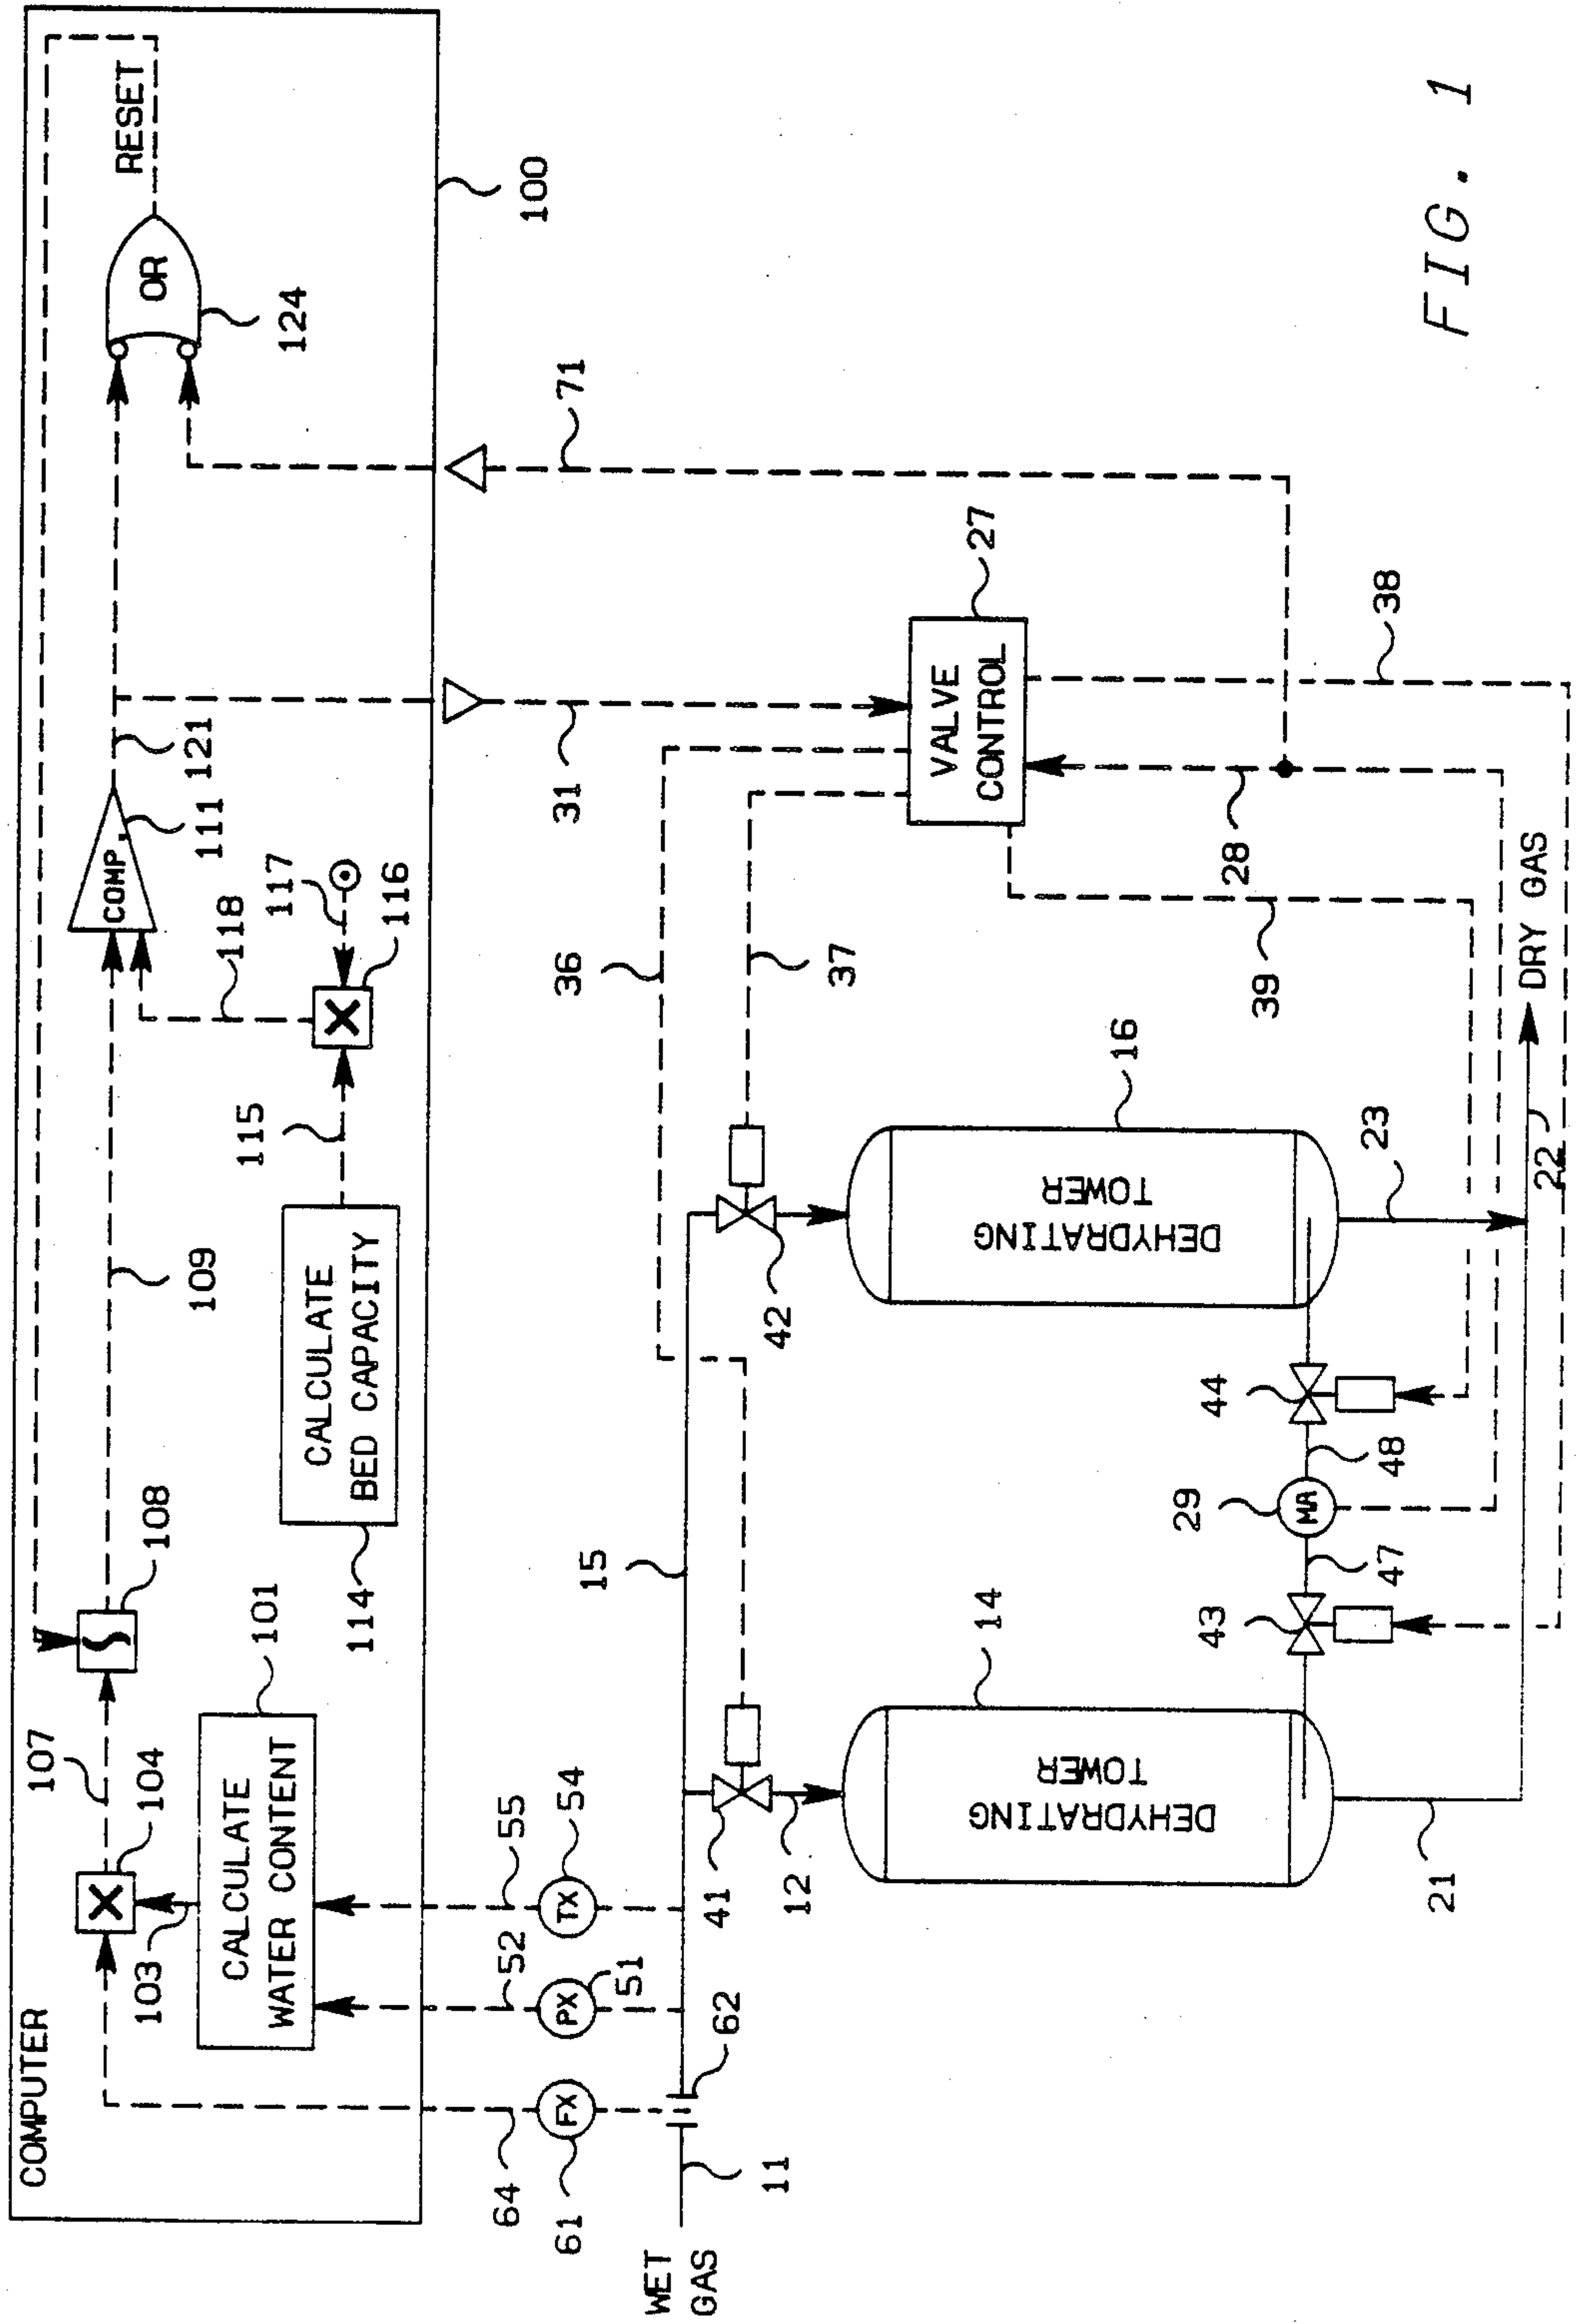 COMPUTER
RESET
OR
124
100
107
104
108
109
COMP.
111
121
118
117
116
115
CALCULATE
BED CAPACITY
114
101
103
CALCULATE
WATER CONTENT
71
31
64
61
FX
52
PX
51
55
TX
54
62
WET
GAS
11
15
36
37
VALVE
CONTROL
27
28
38
39
41
12
42
14
DEHYDRATING
TOWER
16
DEHYDRATING
TOWER
43
47
29
MA
48
44
21
23
22
DRY GAS
FIG. 1